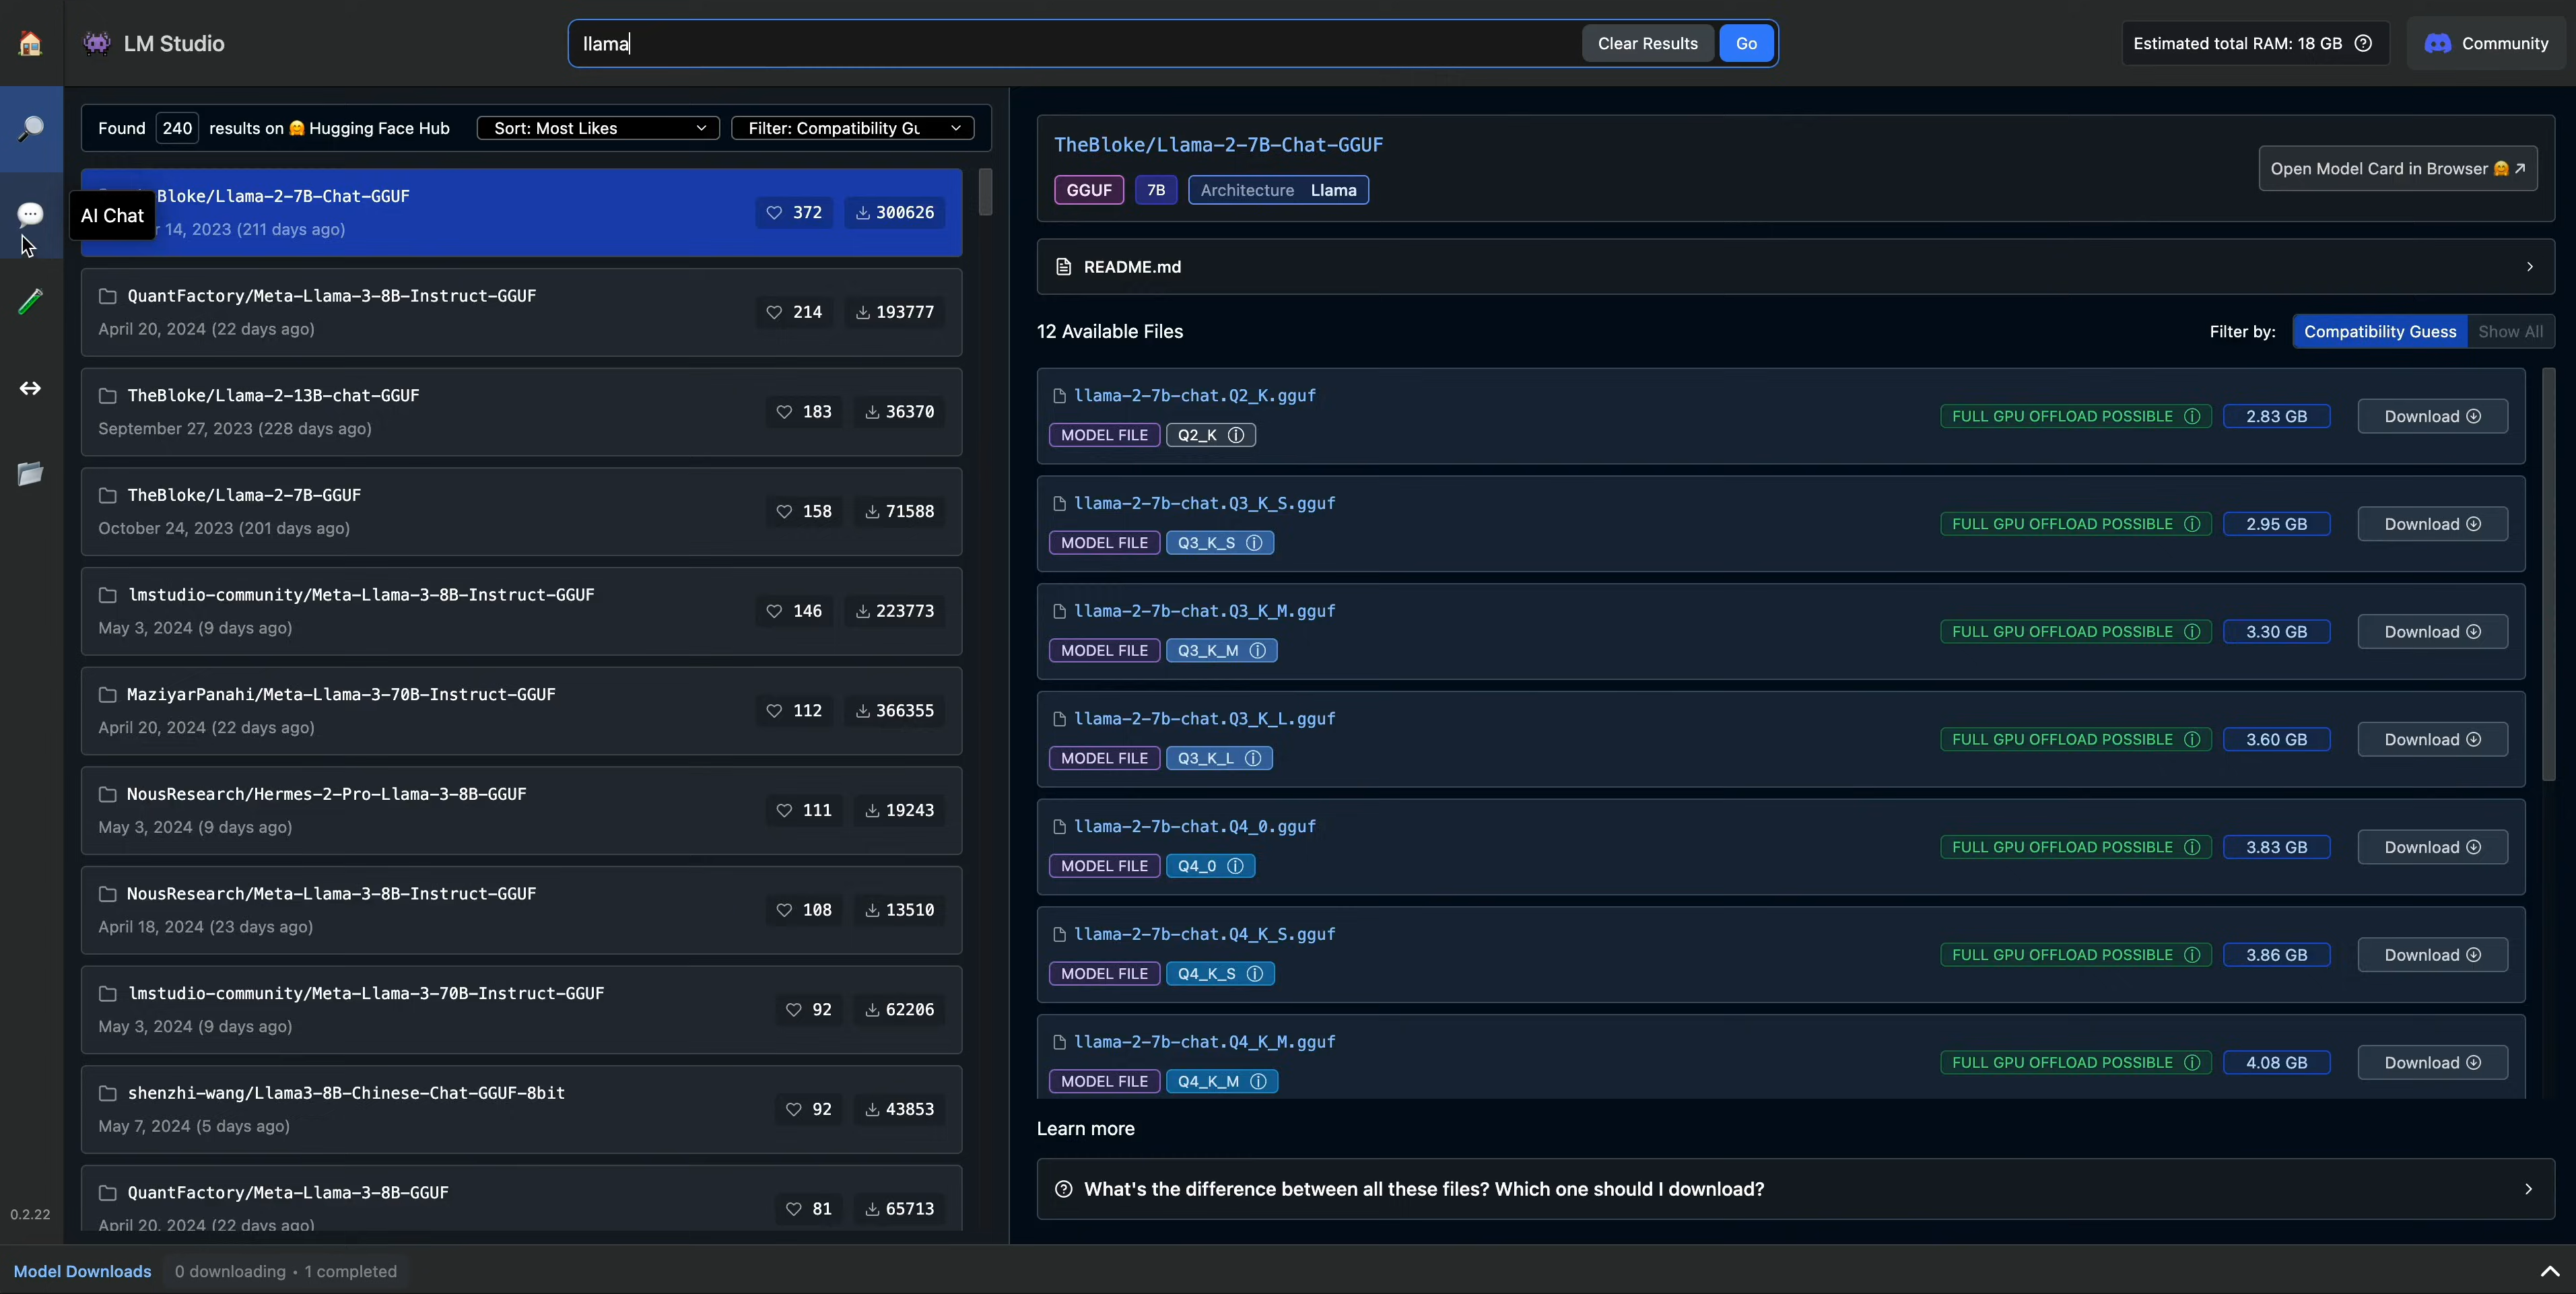 LM Studio
llama
Clear Results
Go
Estimated total RAM: 18 GB
Community
Found 240 results on 🤗 Hugging Face Hub
Sort: Most Likes
Filter: Compatibility Gu
AI Chat
Bloke/Llama-2-7B-Chat-GGUF
372
300626
r 14, 2023 (211 days ago)
QuantFactory/Meta-Llama-3-8B-Instruct-GGUF
214
193777
April 20, 2024 (22 days ago)
TheBloke/Llama-2-13B-chat-GGUF
183
36370
September 27, 2023 (228 days ago)
TheBloke/Llama-2-7B-GGUF
158
71588
October 24, 2023 (201 days ago)
lmstudio-community/Meta-Llama-3-8B-Instruct-GGUF
146
223773
May 3, 2024 (9 days ago)
MaziyarPanahi/Meta-Llama-3-70B-Instruct-GGUF
112
366355
April 20, 2024 (22 days ago)
NousResearch/Hermes-2-Pro-Llama-3-8B-GGUF
111
19243
May 3, 2024 (9 days ago)
NousResearch/Meta-Llama-3-8B-Instruct-GGUF
108
13510
April 18, 2024 (23 days ago)
lmstudio-community/Meta-Llama-3-70B-Instruct-GGUF
92
62206
May 3, 2024 (9 days ago)
shenzhi-wang/Llama3-8B-Chinese-Chat-GGUF-8bit
92
43853
May 7, 2024 (5 days ago)
QuantFactory/Meta-Llama-3-8B-GGUF
81
65713
April 20, 2024 (22 days ago)
0.2.22
TheBloke/Llama-2-7B-Chat-GGUF
GGUF
7B
Architecture Llama
Open Model Card in Browser 🤗 ↗
README.md
12 Available Files
Filter by:
Compatibility Guess
Show All
llama-2-7b-chat.Q2_K.gguf
MODEL FILE
Q2_K
FULL GPU OFFLOAD POSSIBLE
2.83 GB
Download
llama-2-7b-chat.Q3_K_S.gguf
MODEL FILE
Q3_K_S
FULL GPU OFFLOAD POSSIBLE
2.95 GB
Download
llama-2-7b-chat.Q3_K_M.gguf
MODEL FILE
Q3_K_M
FULL GPU OFFLOAD POSSIBLE
3.30 GB
Download
llama-2-7b-chat.Q3_K_L.gguf
MODEL FILE
Q3_K_L
FULL GPU OFFLOAD POSSIBLE
3.60 GB
Download
llama-2-7b-chat.Q4_0.gguf
MODEL FILE
Q4_0
FULL GPU OFFLOAD POSSIBLE
3.83 GB
Download
llama-2-7b-chat.Q4_K_S.gguf
MODEL FILE
Q4_K_S
FULL GPU OFFLOAD POSSIBLE
3.86 GB
Download
llama-2-7b-chat.Q4_K_M.gguf
MODEL FILE
Q4_K_M
FULL GPU OFFLOAD POSSIBLE
4.08 GB
Download
Learn more
What's the difference between all these files? Which one should I download?
Model Downloads
0 downloading • 1 completed